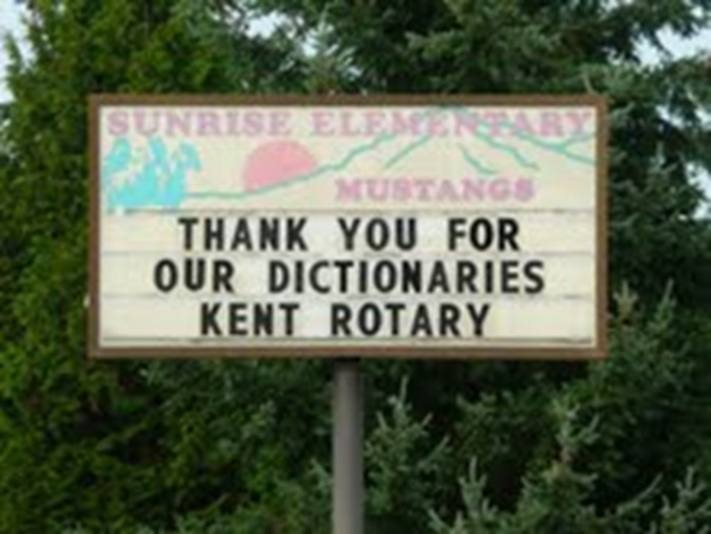 SUNRISE ELEMENTARY
MUSTANGS
THANK YOU FOR
OUR DICTIONARIES
KENT ROTARY